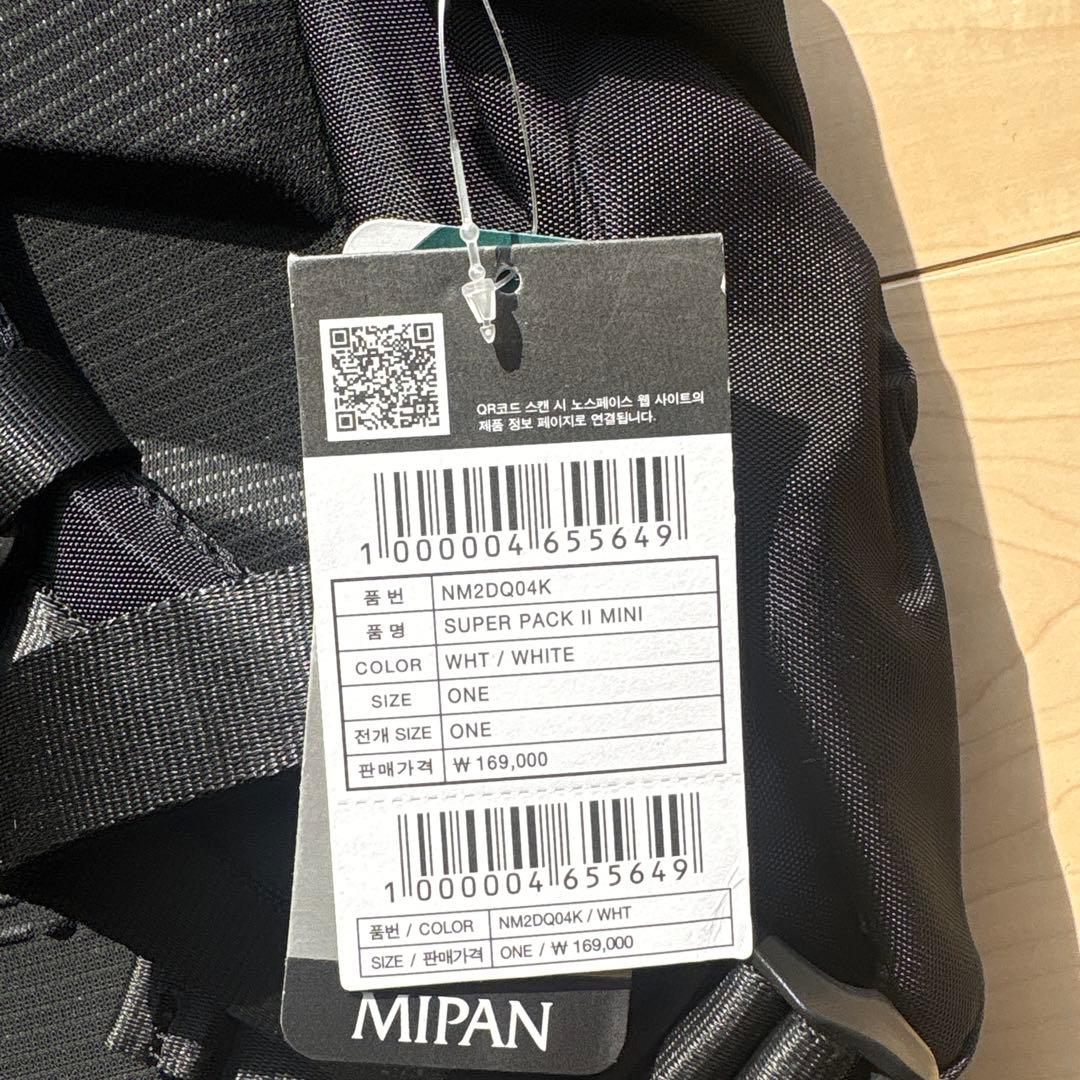 QR코드 스캔 시 노스페이스 웹 사이트의
제품 정보 페이지로 연결됩니다.
1 000004 655649
품 번 NM2DQ04K
품 명 SUPER PACK II MINI
COLOR WHT / WHITE
SIZE ONE
전개 SIZE ONE
판매가격 ₩ 169,000
1 000004 655649
품번 / COLOR NM2DQ04K / WHT
SIZE / 판매가격 ONE / ₩ 169,000
MIPAN